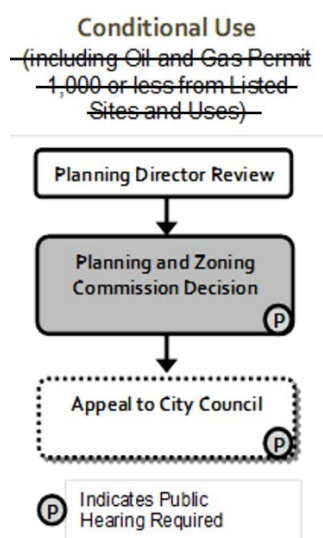 Conditional Use
(including Oil and Gas Permit
1,000 or less from Listed
Sites and Uses)
Planning Director Review
Planning and Zoning
Commission Decision
P
Appeal to City Council
P
P
Indicates Public
Hearing Required